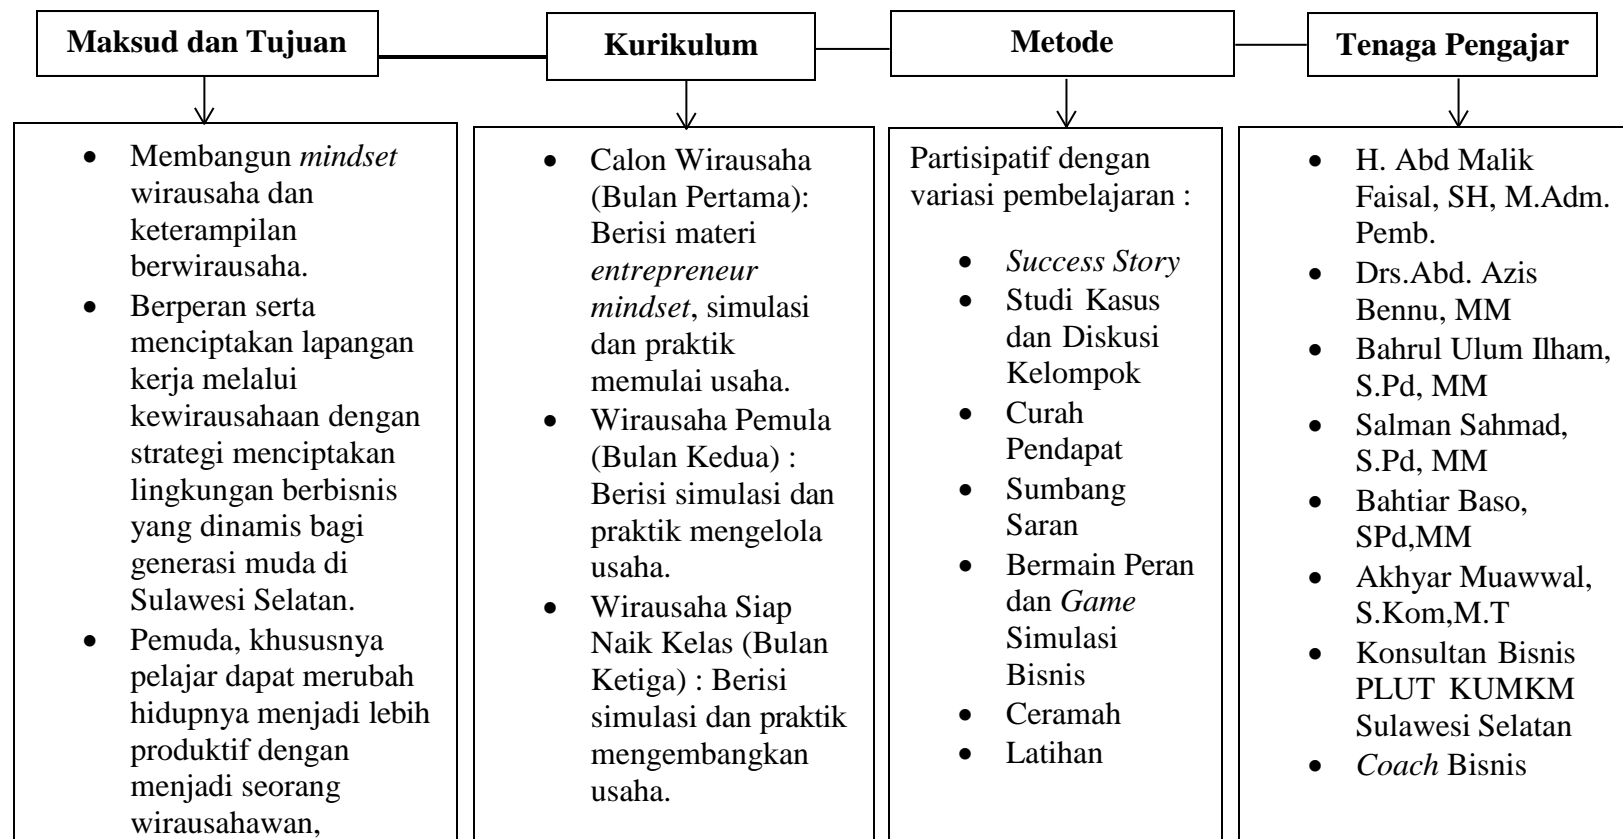 Maksud dan Tujuan
Kurikulum
Metode
Tenaga Pengajar
• Membangun mindset
wirausaha dan
keterampilan
berwirausaha.
• Berperan serta
menciptakan lapangan
kerja melalui
kewirausahaan dengan
strategi menciptakan
lingkungan berbisnis
yang dinamis bagi
generasi muda di
Sulawesi Selatan.
• Pemuda, khususnya
pelajar dapat merubah
hidupnya menjadi lebih
produktif dengan
menjadi seorang
wirausahawan,
• Calon Wirausaha
(Bulan Pertama):
Berisi materi
entrepreneur
mindset, simulasi
dan praktik
memulai usaha.
• Wirausaha Pemula
(Bulan Kedua) :
Berisi simulasi dan
praktik mengelola
usaha.
• Wirausaha Siap
Naik Kelas (Bulan
Ketiga) : Berisi
simulasi dan praktik
mengembangkan
usaha.
Partisipatif dengan
variasi pembelajaran :
• Success Story
• Studi Kasus
dan Diskusi
Kelompok
• Curah
Pendapat
• Sumbang
Saran
• Bermain Peran
dan Game
Simulasi
Bisnis
• Ceramah
• Latihan
• H. Abd Malik
Faisal, SH, M.Adm.
Pemb.
• Drs.Abd. Azis
Bennu, MM
• Bahrul Ulum Ilham,
S.Pd, MM
• Salman Sahmad,
S.Pd, MM
• Bahtiar Baso,
SPd,MM
• Akhyar Muawwal,
S.Kom,M.T
• Konsultan Bisnis
PLUT KUMKM
Sulawesi Selatan
• Coach Bisnis